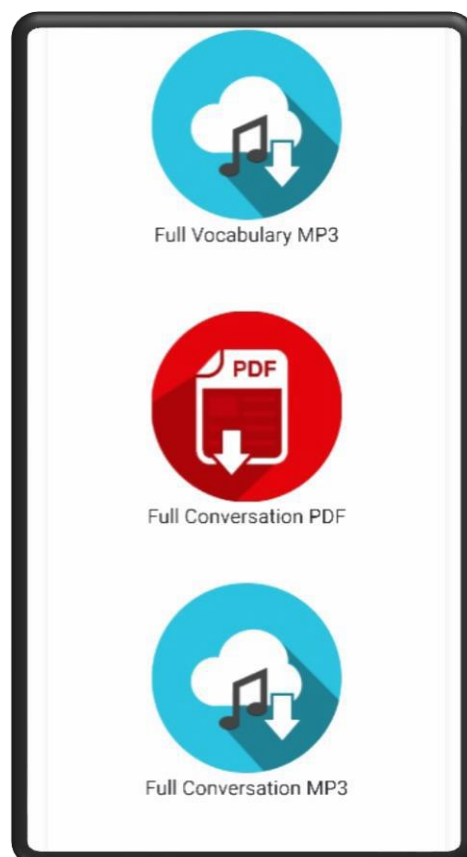 Full Vocabulary MP3
PDF
Full Conversation PDF
Full Conversation MP3